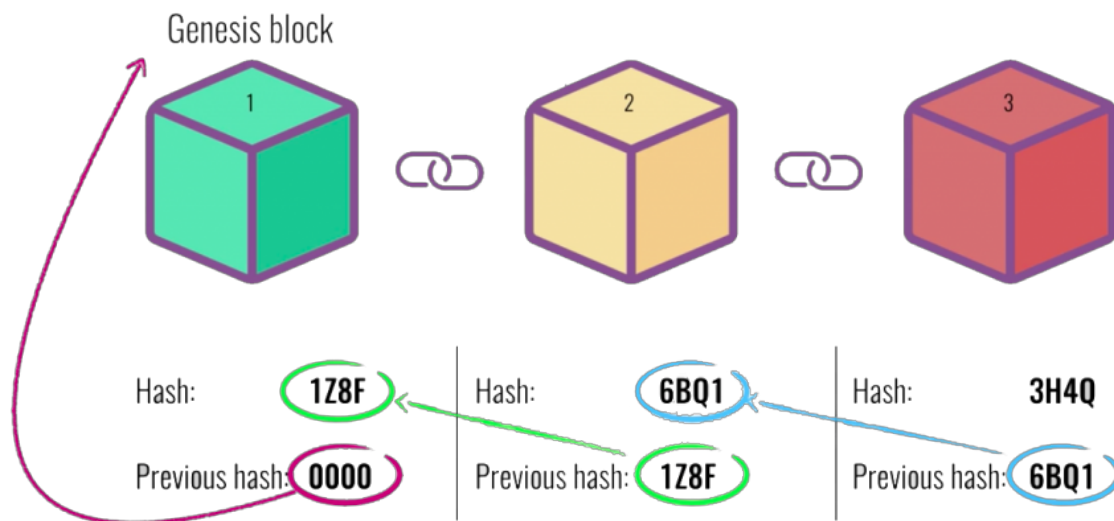 Genesis block
1
2
3
Hash: 1Z8F
Previous hash: 0000
Hash: 6BQ1
Previous hash: 1Z8F
Hash: 3H4Q
Previous hash: 6BQ1